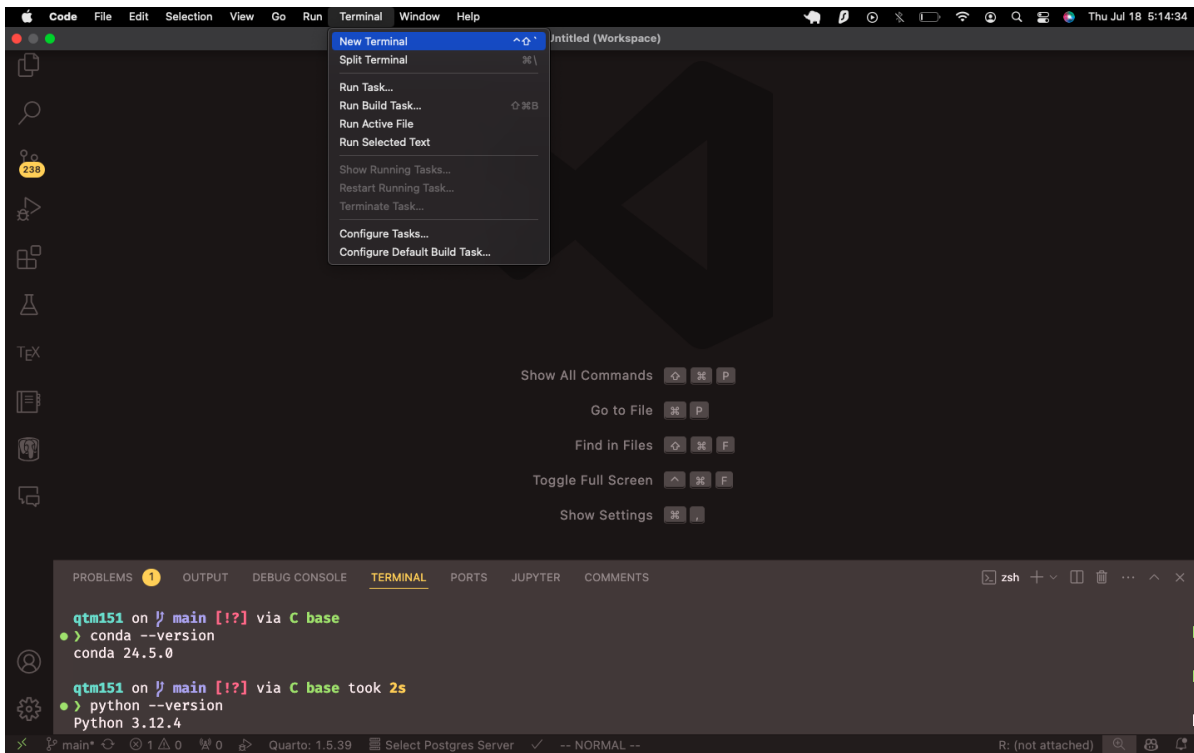 Code File Edit Selection View Go Run Terminal Window Help Thu Jul 18 5:14:34
Untitled (Workspace)
New Terminal ^⇧`
Split Terminal ⌘\
Run Task...
Run Build Task... ⇧⌘B
Run Active File
Run Selected Text
Show Running Tasks...
Restart Running Task...
Terminate Task...
Configure Tasks...
Configure Default Build Task...
238
TEX
Show All Commands ⇧ ⌘ P
Go to File ⌘ P
Find in Files ⇧ ⌘ F
Toggle Full Screen ^ ⌘ F
Show Settings ⌘ ,
PROBLEMS 1 OUTPUT DEBUG CONSOLE TERMINAL PORTS JUPYTER COMMENTS zsh
qtm151 on main [!?] via C base
❯ conda --version
conda 24.5.0
qtm151 on main [!?] via C base took 2s
❯ python --version
Python 3.12.4
main* 1 0 0 Quarto: 1.5.39 Select Postgres Server -- NORMAL -- R: (not attached)